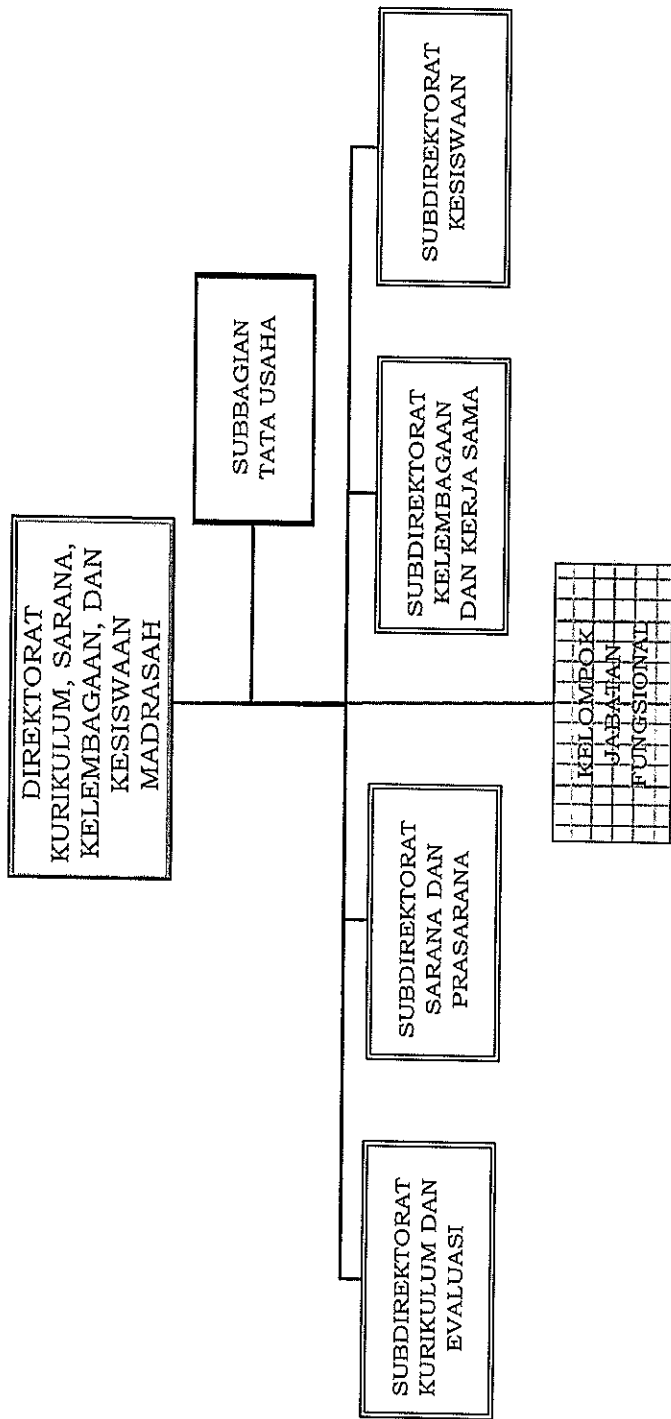 DIREKTORAT
KURIKULUM, SARANA,
KELEMBAGAAN, DAN
KESISWAAN
MADRASAH
SUBBAGIAN
TATA USAHA
SUBDIREKTORAT
KURIKULUM DAN
EVALUASI
SUBDIREKTORAT
SARANA DAN
PRASARANA
SUBDIREKTORAT
KELEMBAGAAN
DAN KERJA SAMA
SUBDIREKTORAT
KESISWAAN
KELOMPOK
JABATAN
FUNGSIONAL